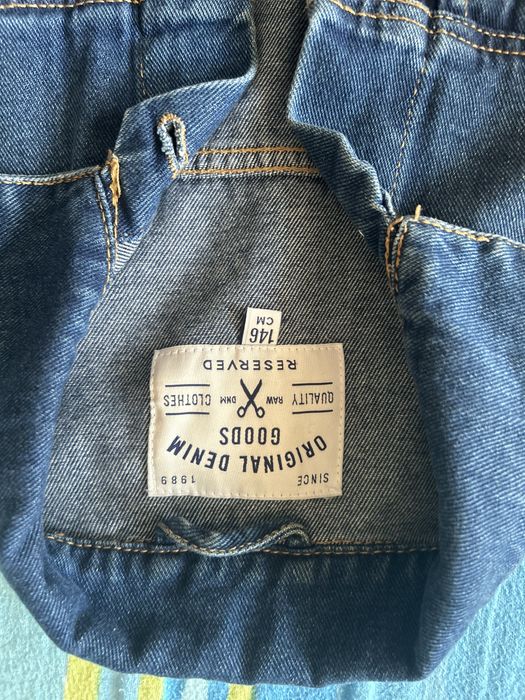 SINCE 1989
ORIGINAL DENIM
GOODS
QUALITY RAW DNM CLOTHES
RESERVED
146
CM